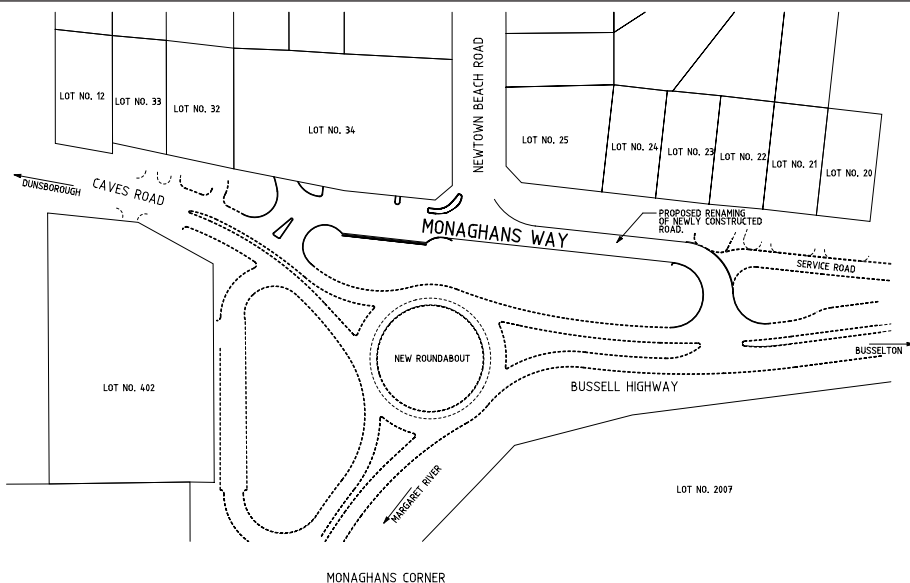 NEWTOWN BEACH ROAD
LOT NO. 12
LOT NO. 33
LOT NO. 32
LOT NO. 34
LOT NO. 25
LOT NO. 24
LOT NO. 23
LOT NO. 22
LOT NO. 21
LOT NO. 20
DUNSBOROUGH
CAVES ROAD
MONAGHANS WAY
PROPOSED RENAMING
OF NEWLY CONSTRUCTED
ROAD.
SERVICE ROAD
NEW ROUNDABOUT
BUSSELTON
LOT NO. 402
BUSSELL HIGHWAY
MARGARET RIVER
LOT NO. 2007
MONAGHANS CORNER